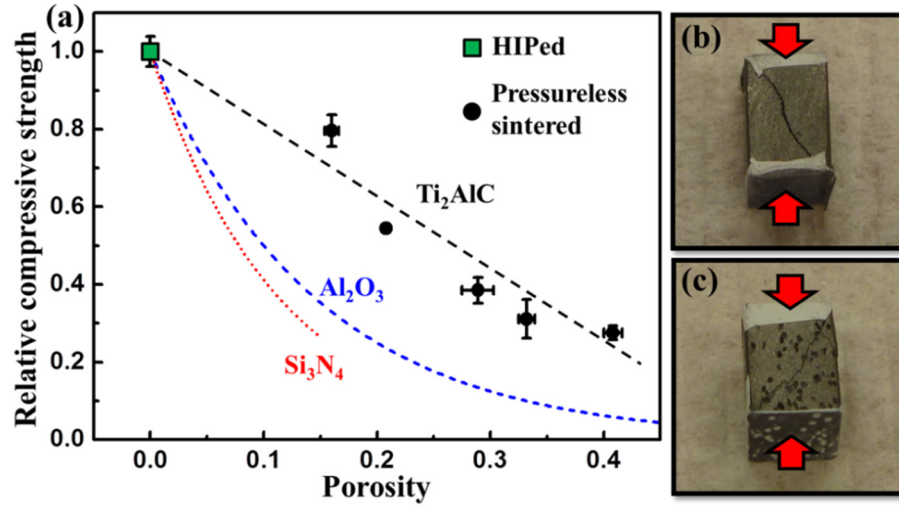 (a)
Relative compressive strength
1.0
0.8
0.6
0.4
0.2
0.0
HIPed
Pressureless
sintered
Ti₂AlC
Al₂O₃
Si₃N₄
0.0 0.1 0.2 0.3 0.4
Porosity
(b)
(c)